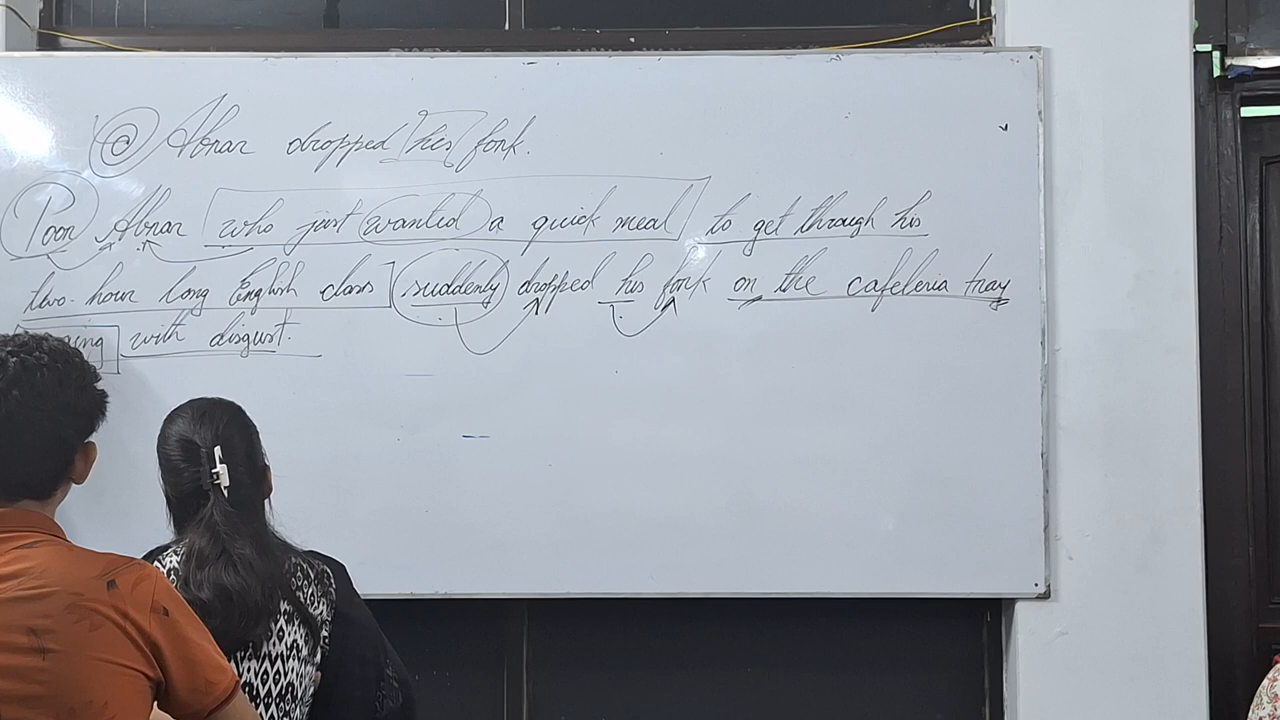 @ Abrar dropped his fork.
Poor Abrar who just wanted a quick meal to get through his
two-hour long English class suddenly dropped his fork on the cafeteria tray
with disgust.